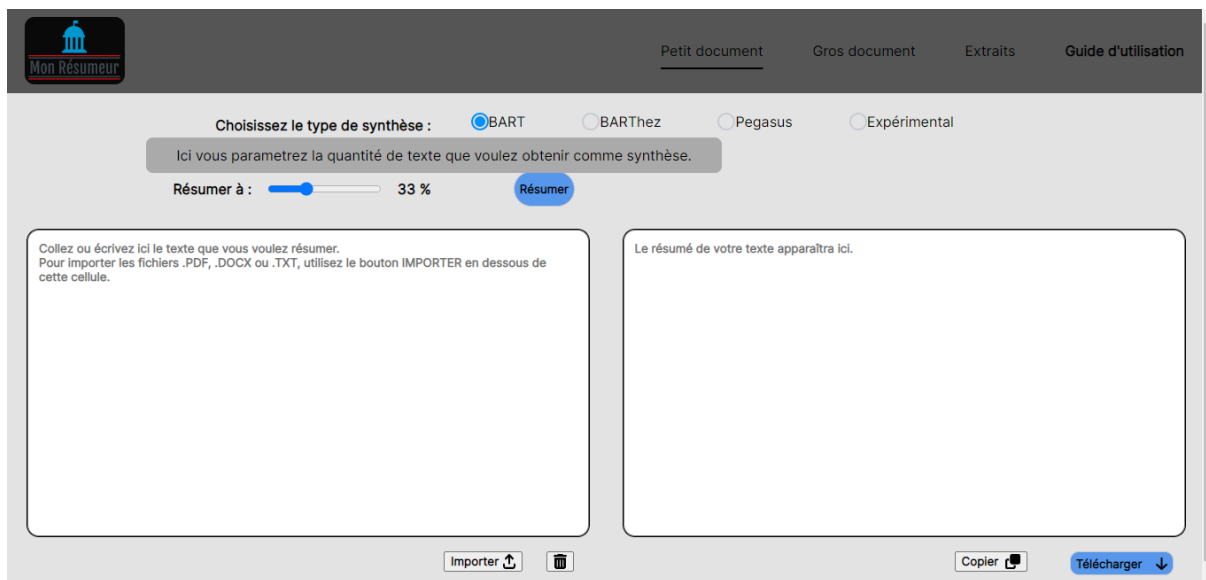 Mon Résumeur
Petit document
Gros document
Extraits
Guide d'utilisation
Choisissez le type de synthèse :
BART
BARThez
Pegasus
Expérimental
Ici vous parametrez la quantité de texte que voulez obtenir comme synthèse.
Résumer à :
33 %
Résumer
Collez ou écrivez ici le texte que vous voulez résumer.
Pour importer les fichiers .PDF, .DOCX ou .TXT, utilisez le bouton IMPORTER en dessous de
cette cellule.
Le résumé de votre texte apparaîtra ici.
Importer
Copier
Télécharger